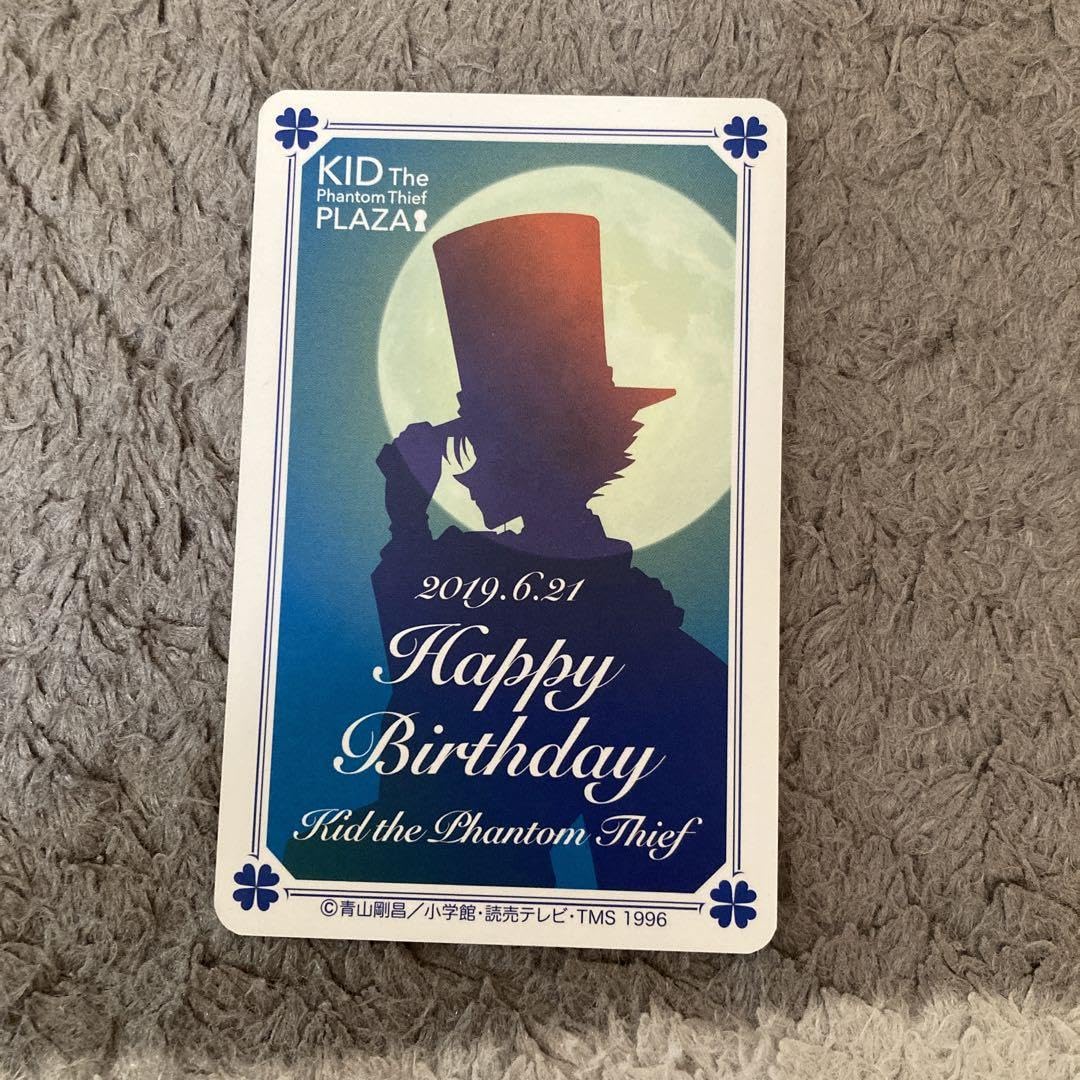 KID The
Phantom Thief
PLAZA
2019.6.21
Happy
Birthday
Kid the Phantom Thief
©青山剛昌／小学館・読売テレビ・TMS 1996